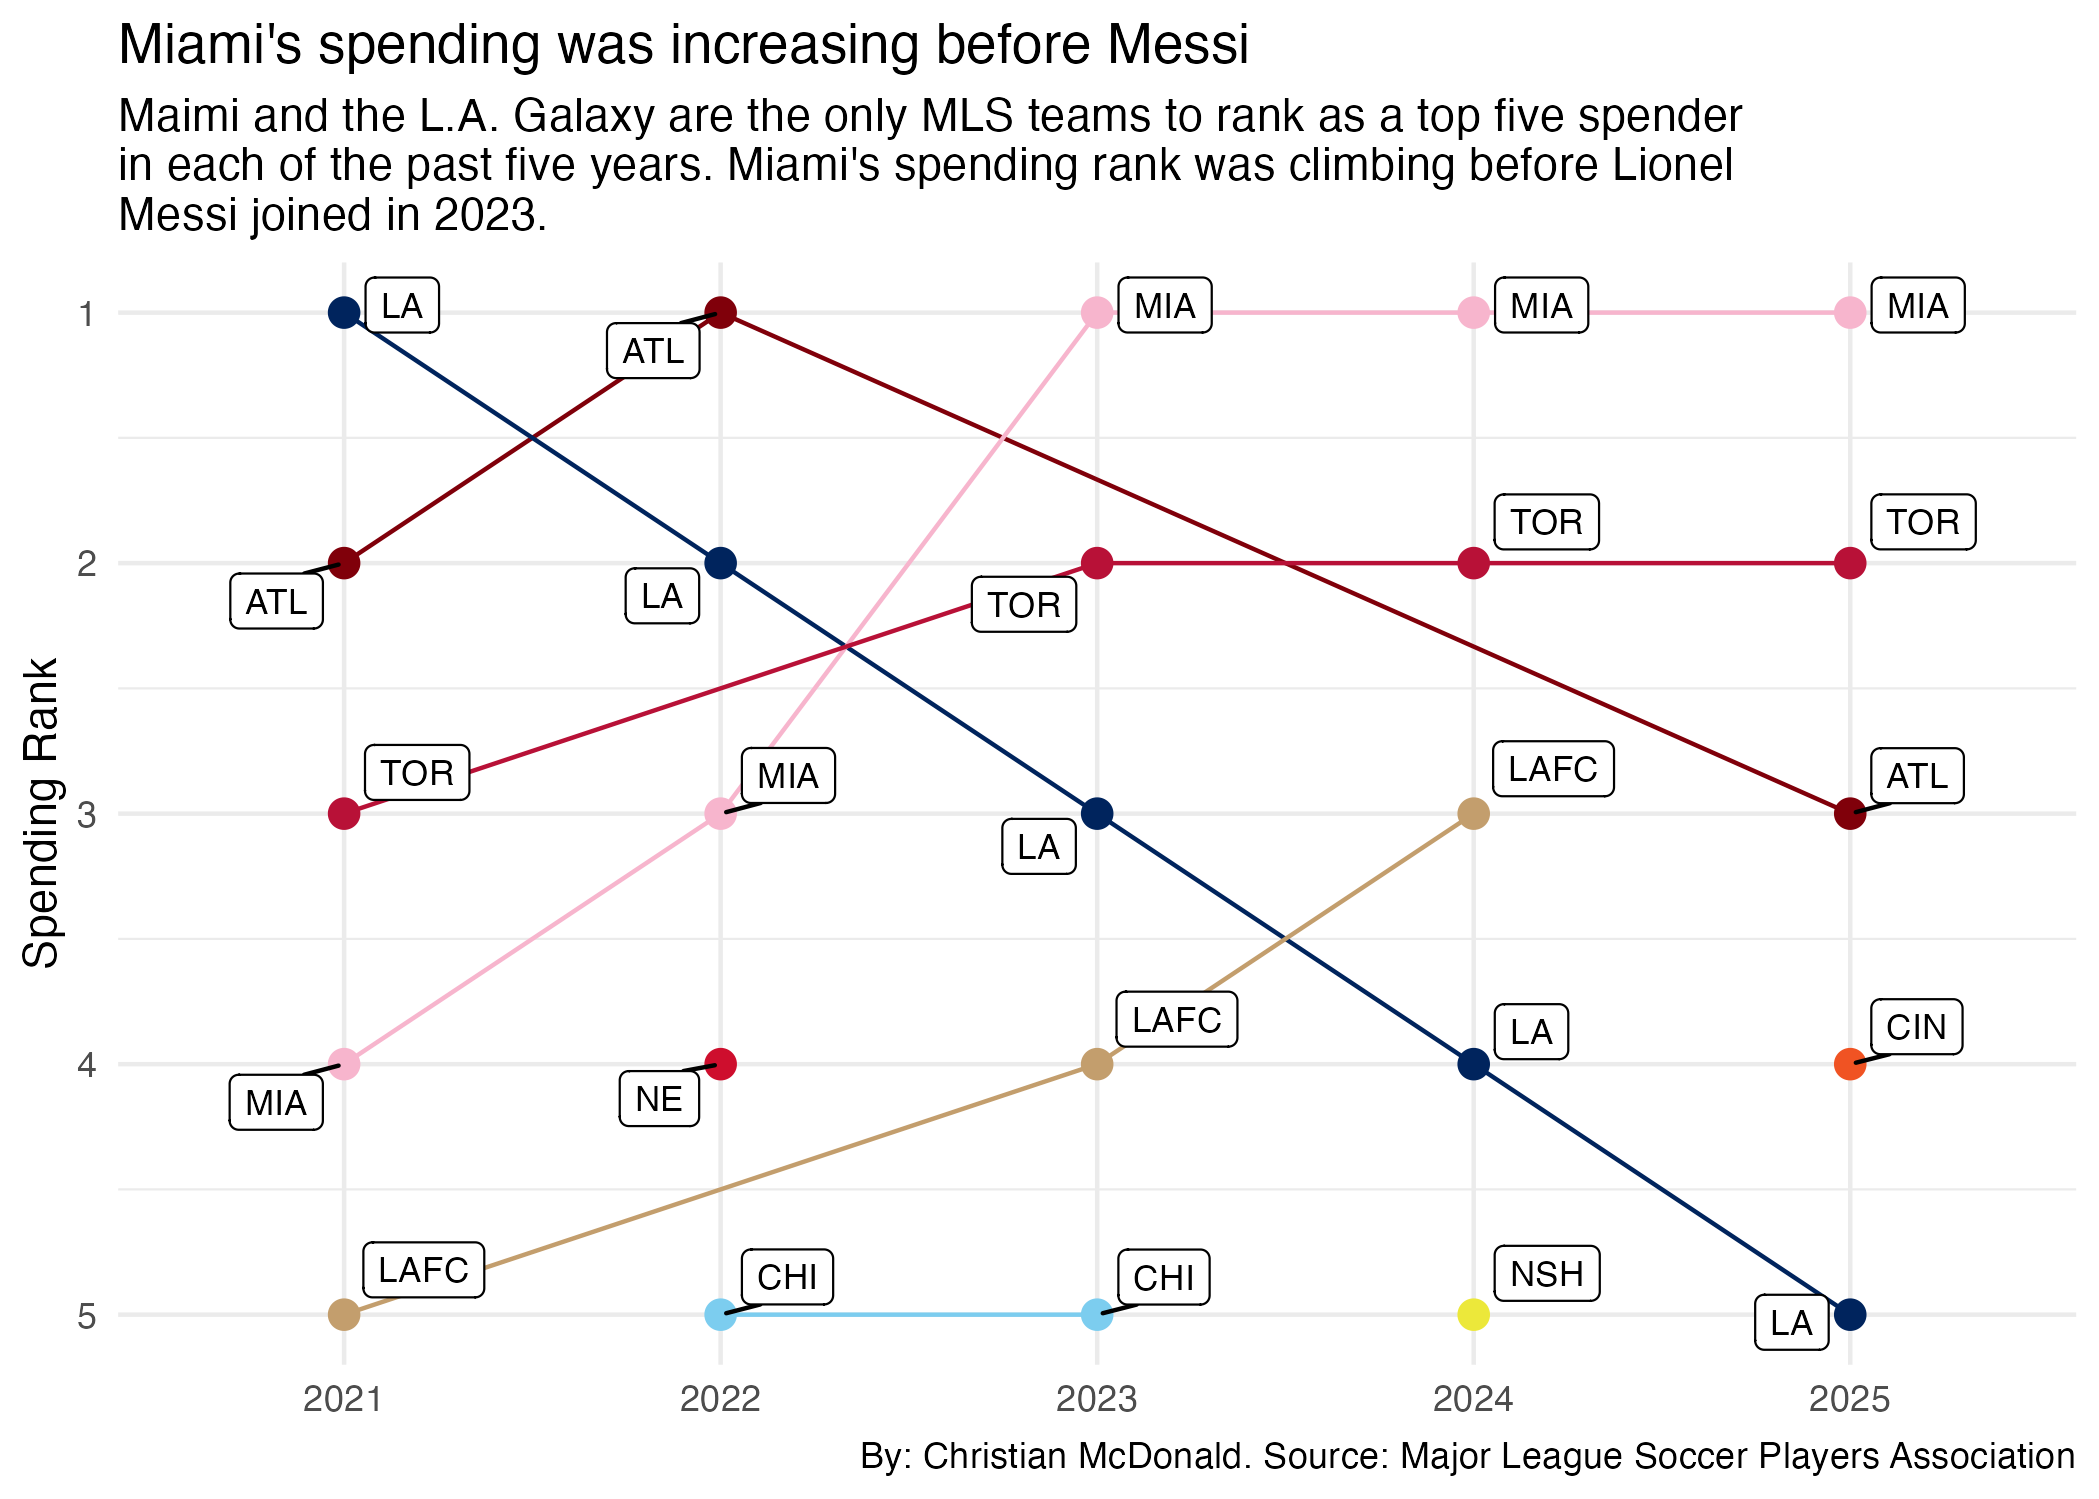 Miami's spending was increasing before Messi
Maimi and the L.A. Galaxy are the only MLS teams to rank as a top five spender
in each of the past five years. Miami's spending rank was climbing before Lionel
Messi joined in 2023.
Spending Rank
1
LA
ATL
MIA
MIA
MIA
2
ATL
LA
TOR
TOR
TOR
3
TOR
MIA
LA
LAFC
ATL
4
MIA
NE
LAFC
LA
CIN
5
LAFC
CHI
CHI
NSH
LA
2021
2022
2023
2024
2025
By: Christian McDonald. Source: Major League Soccer Players Association